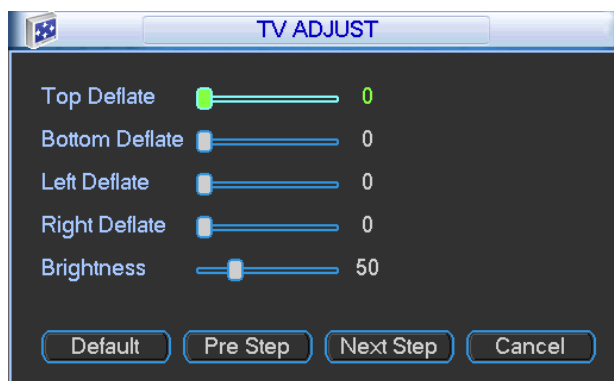 TV ADJUST
Top Deflate 0
Bottom Deflate 0
Left Deflate 0
Right Deflate 0
Brightness 50
Default Pre Step Next Step Cancel